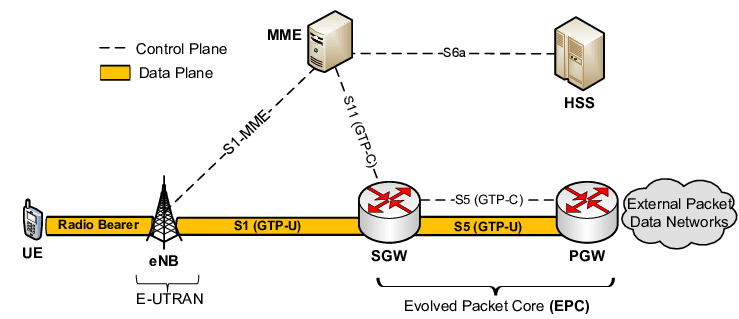 MME
Control Plane
Data Plane
S6a
HSS
S1-MME
S11 (GTP-C)
S5 (GTP-C)
External Packet
Data Networks
Radio Bearer
S1 (GTP-U)
S5 (GTP-U)
UE
eNB
SGW
PGW
E-UTRAN
Evolved Packet Core (EPC)